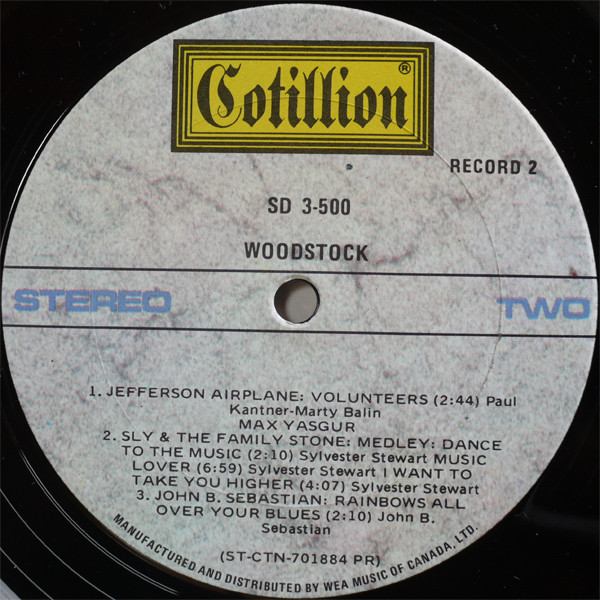 Cotillion®
RECORD 2
SD 3-500
WOODSTOCK
STEREO TWO
1. JEFFERSON AIRPLANE: VOLUNTEERS (2:44) Paul
Kantner-Marty Balin
MAX YASGUR
2. SLY & THE FAMILY STONE: MEDLEY: DANCE
TO THE MUSIC (2:10) Sylvester Stewart MUSIC
LOVER (6:59) Sylvester Stewart I WANT TO
TAKE YOU HIGHER (4:07) Sylvester Stewart
3. JOHN B. SEBASTIAN: RAINBOWS ALL
OVER YOUR BLUES (2:10) John B.
Sebastian
(ST-CTN-701884 PR)
MANUFACTURED AND DISTRIBUTED BY WEA MUSIC OF CANADA, LTD.